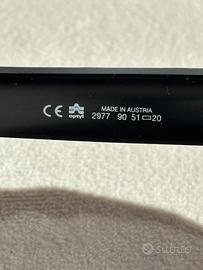 CE optyl MADE IN AUSTRIA
2977 90 51▭20
subito